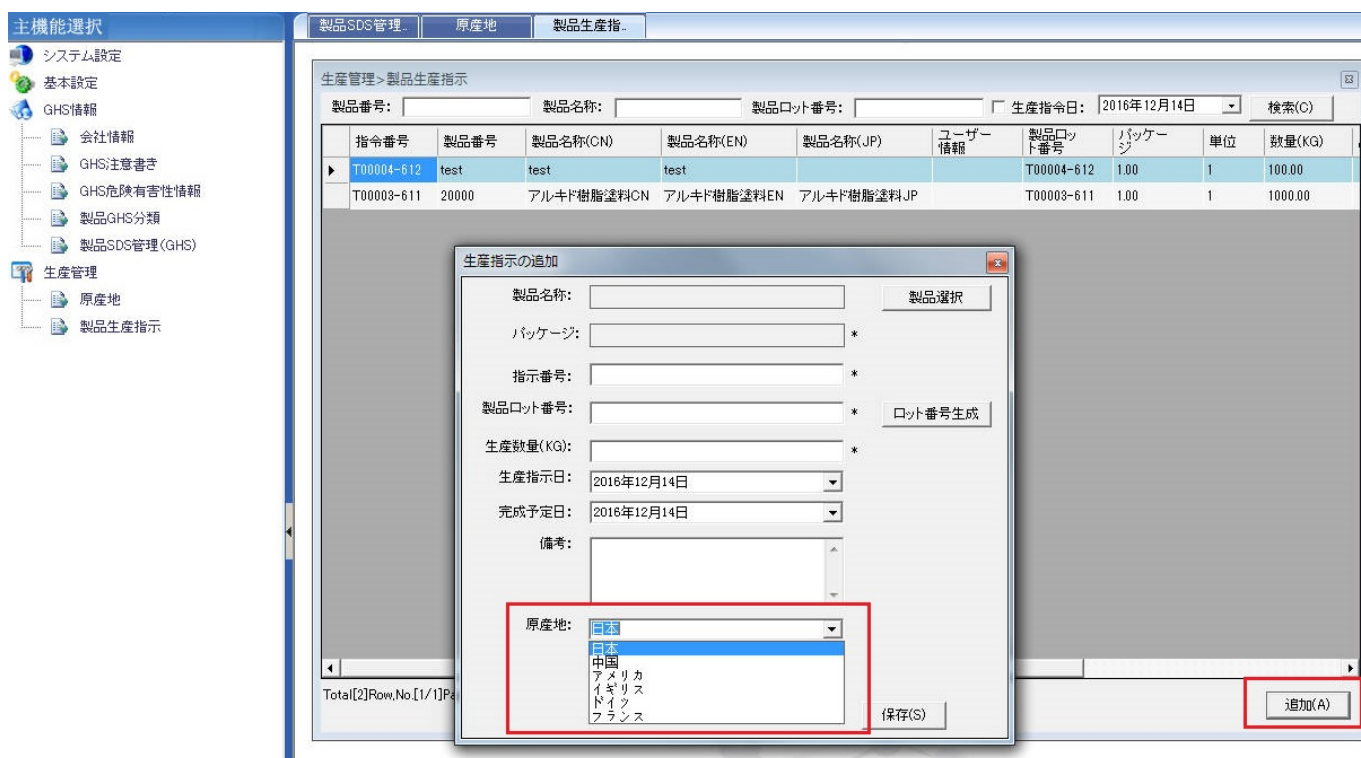 主機能選択
システム設定
基本設定
GHS情報
会社情報
GHS注意書き
GHS危険有害性情報
製品GHS分類
製品SDS管理(GHS)
生産管理
原産地
製品生産指示
製品SDS管理.. 原産地 製品生産指..
生産管理>製品生産指示
製品番号: 製品名称: 製品ロット番号: 生産指令日: 2016年12月14日 検索(C)
指令番号 製品番号 製品名称(CN) 製品名称(EN) 製品名称(JP) ユーザー情報 製品ロット番号 パッケージ 単位 数量(KG)
T00004-612 test test test T00004-612 1.00 1 100.00
T00003-611 20000 アルキド樹脂塗料CN アルキド樹脂塗料EN アルキド樹脂塗料JP T00003-611 1.00 1 1000.00
生産指示の追加
製品名称: 製品選択
パッケージ: *
指示番号: *
製品ロット番号: * ロット番号生成
生産数量(KG): *
生産指示日: 2016年12月14日
完成予定日: 2016年12月14日
備考:
原産地: 日本
日本
中国
アメリカ
イギリス
ドイツ
フランス
保存(S)
Total[2]Row,No.[1/1]Pa
追加(A)